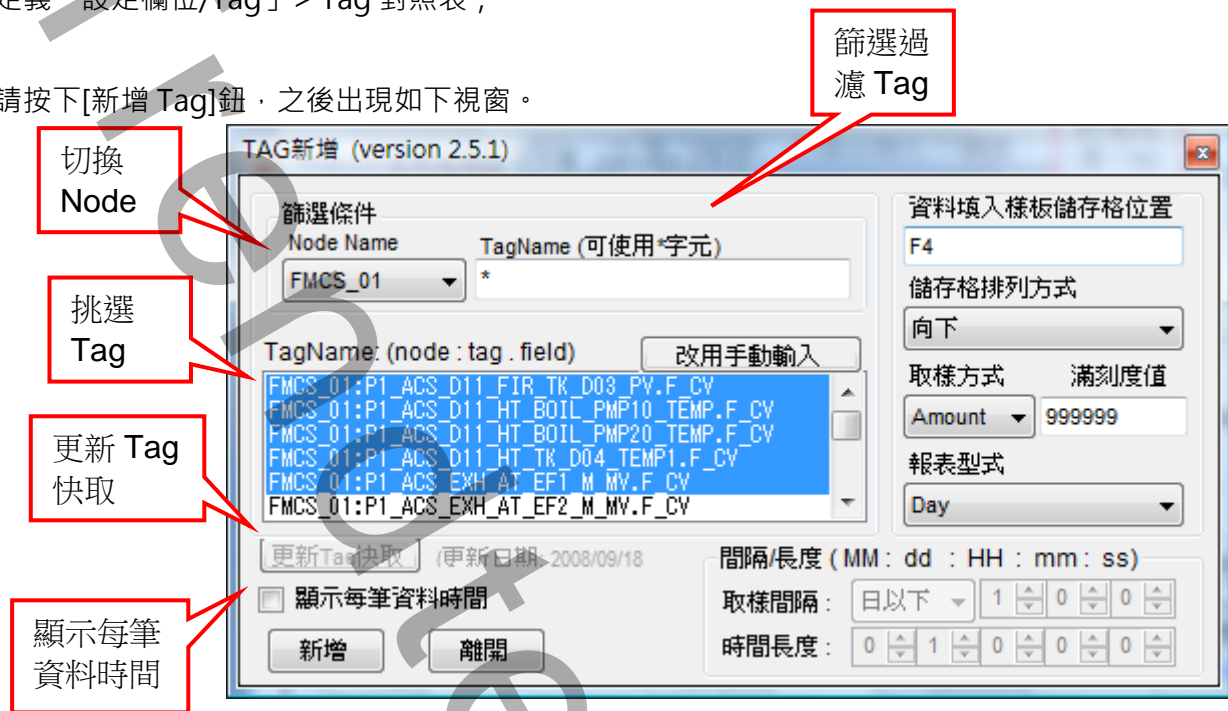 設定欄位/Tag」> Tag 對照表，
請按下[新增 Tag]鈕，之後出現如下視窗。
篩選過
濾 Tag
切換
Node
挑選
Tag
更新 Tag
快取
顯示每筆
資料時間
TAG新增 (version 2.5.1)
篩選條件
Node Name
TagName (可使用*字元)
FMCS_01
*
TagName: (node : tag . field)
改用手動輸入
FMCS_01:P1_ACS_D11_FIR_TK_D03_PV.F_CV
FMCS_01:P1_ACS_D11_HT_BOIL_PMP10_TEMP.F_CV
FMCS_01:P1_ACS_D11_HT_BOIL_PMP20_TEMP.F_CV
FMCS_01:P1_ACS_D11_HT_TK_D04_TEMP1.F_CV
FMCS_01:P1_ACS_EXH_AT_EF1_M_MV.F_CV
FMCS_01:P1_ACS_EXH_AT_EF2_M_MV.F_CV
更新Tag快取
(更新日期: 2008/09/18
顯示每筆資料時間
新增
離開
資料填入樣板儲存格位置
F4
儲存格排列方式
向下
取樣方式
滿刻度值
Amount
999999
報表型式
Day
間隔/長度 ( MM : dd : HH : mm : ss)
取樣間隔 :
日以下
1
0
0
時間長度 :
0
1
0
0
0